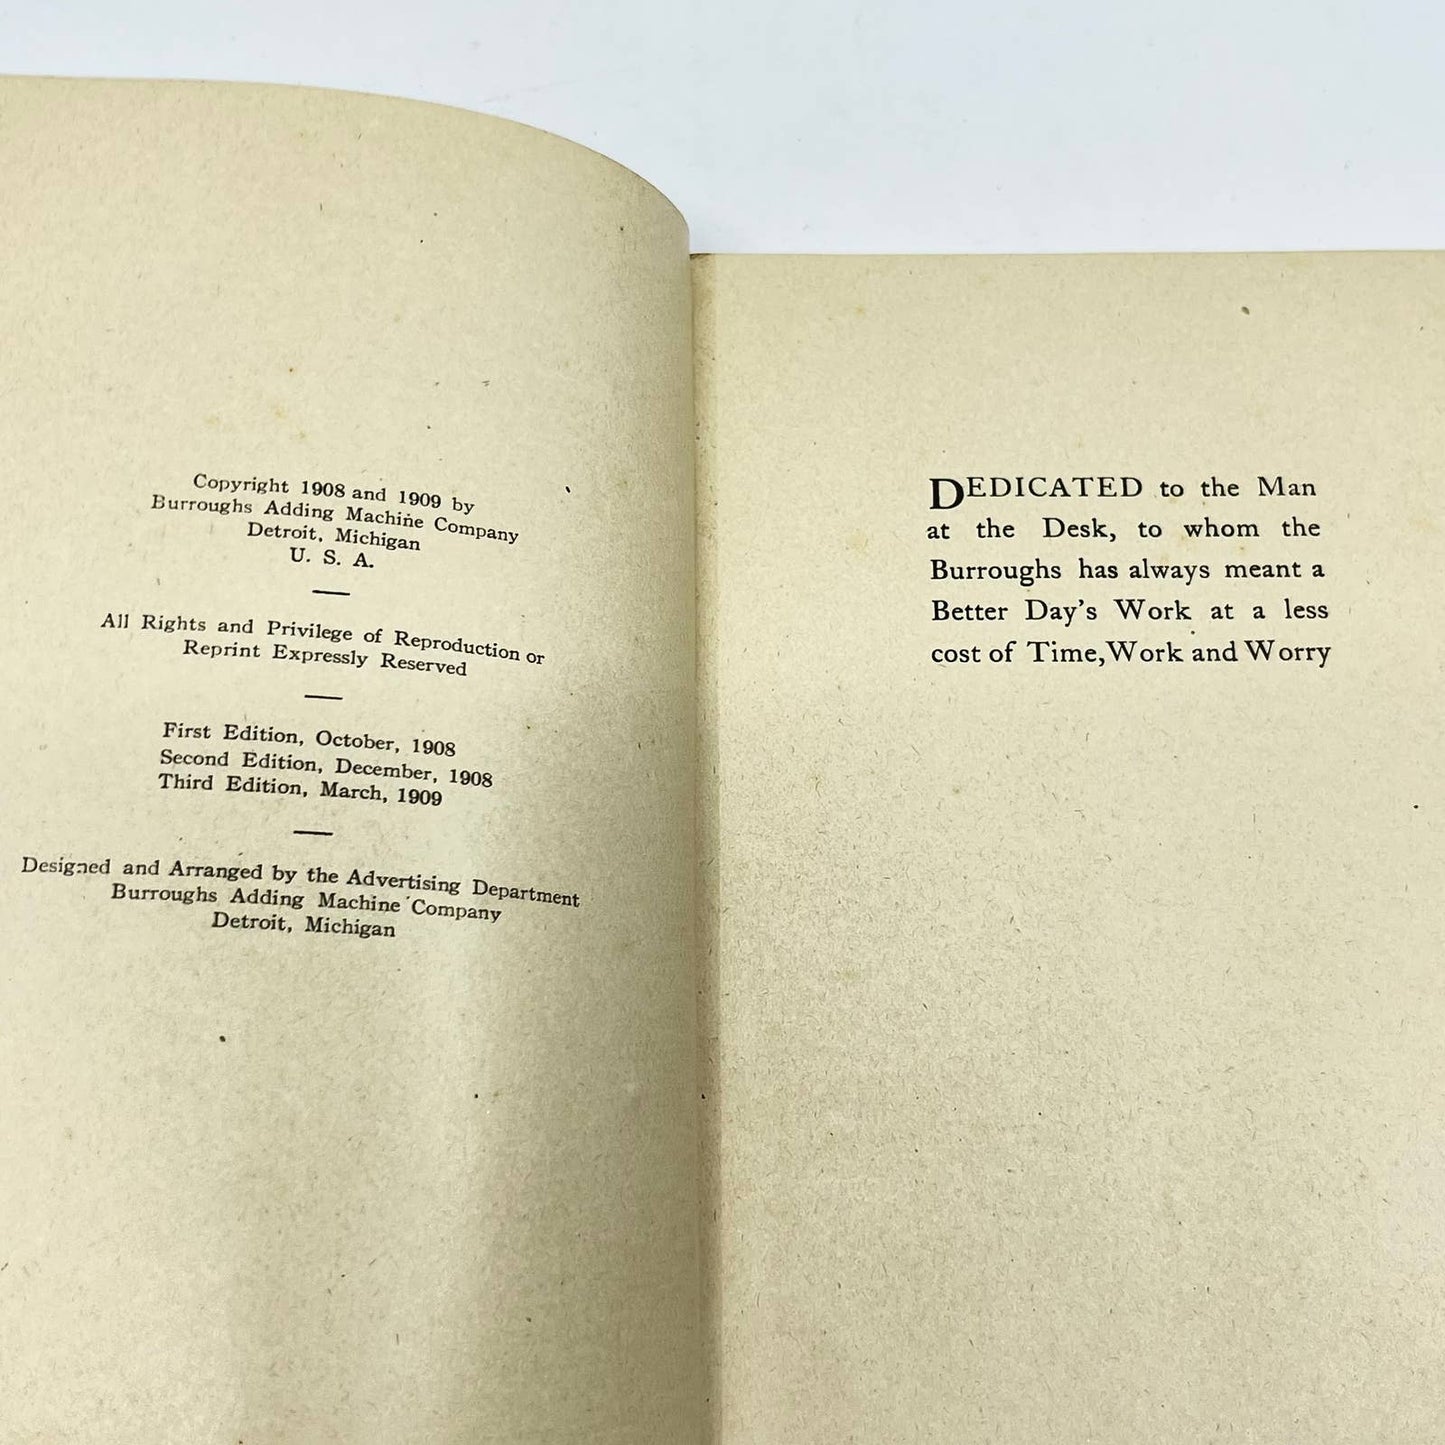 Copyright 1908 and 1909 by
Burroughs Adding Machine Company
Detroit, Michigan
U. S. A.
All Rights and Privilege of Reproduction or
Reprint Expressly Reserved
First Edition, October, 1908
Second Edition, December, 1908
Third Edition, March, 1909
Designed and Arranged by the Advertising Department
Burroughs Adding Machine Company
Detroit, Michigan
DEDICATED to the Man
at the Desk, to whom the
Burroughs has always meant a
Better Day's Work at a less
cost of Time, Work and Worry